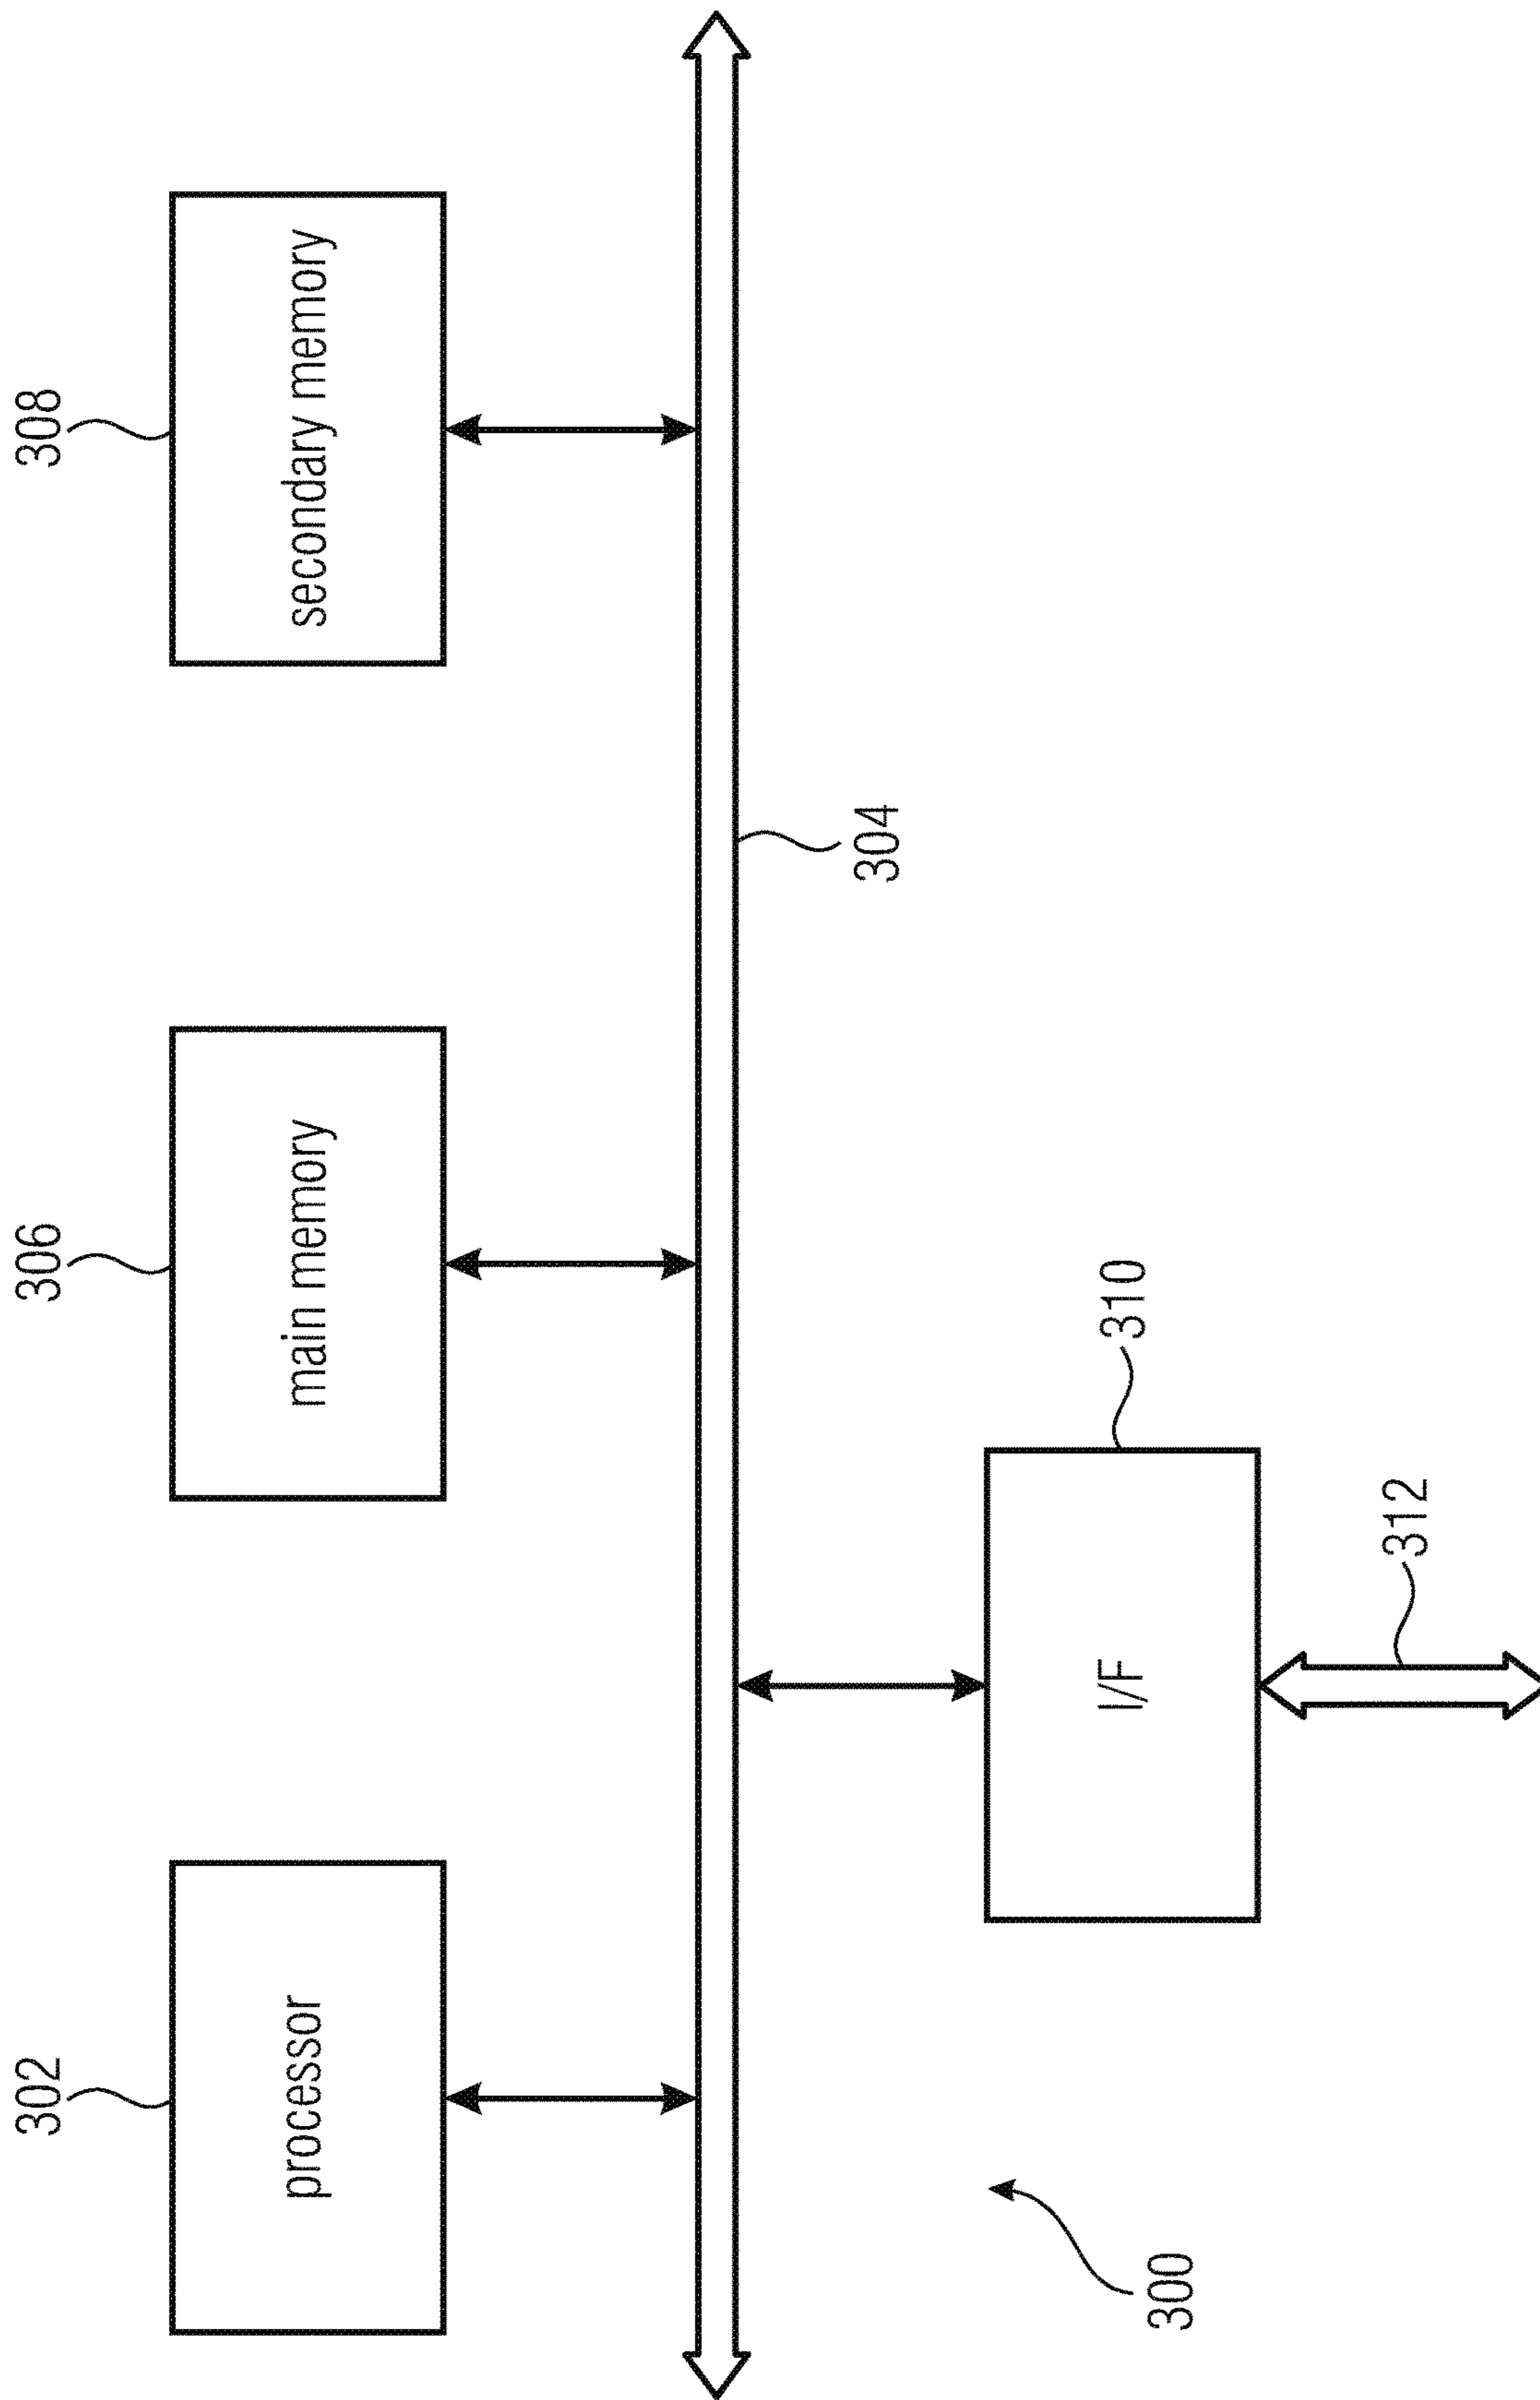 302
306
308
processor
main memory
secondary memory
304
310
I/F
312
300